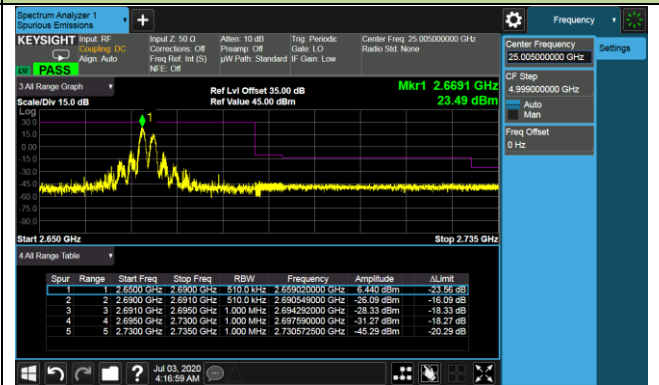 Spectrum Analyzer 1
Spurious Emissions
Frequency
KEYSIGHT Input: RF
Coupling: DC
Align: Auto
Input Z: 50 Ω
Corrections: Off
Freq Ref: Int (S)
NFE: Off
Atten: 10 dB
Preamp: Off
µW Path: Standard
Trig: Periodic
Gate: LO
IF Gain: Low
Center Freq: 25.005000000 GHz
Radio Std: None
PASS
Center Frequency
25.005000000 GHz
Settings
CF Step
4.999000000 GHz
Auto
Man
Freq Offset
0 Hz
3 All Range Graph
Scale/Div 15.0 dB
Ref Lvl Offset 35.00 dB
Ref Value 45.00 dBm
Mkr1 2.6691 GHz
23.49 dBm
Log
30.0
15.0
0.00
-15.0
-30.0
-45.0
-60.0
-75.0
-90.0
1
Start 2.650 GHz
Stop 2.735 GHz
4 All Range Table
Spur Range Start Freq Stop Freq RBW Frequency Amplitude ΔLimit
1 1 2.6500 GHz 2.6900 GHz 510.0 kHz 2.659020000 GHz 6.440 dBm -23.56 dB
2 2 2.6900 GHz 2.6910 GHz 510.0 kHz 2.690549000 GHz -26.09 dBm -16.09 dB
3 3 2.6910 GHz 2.6950 GHz 1.000 MHz 2.694292000 GHz -28.33 dBm -18.33 dB
4 4 2.6950 GHz 2.7300 GHz 1.000 MHz 2.697590000 GHz -31.27 dBm -18.27 dB
5 5 2.7300 GHz 2.7350 GHz 1.000 MHz 2.730572500 GHz -45.29 dBm -20.29 dB
Jul 03, 2020
4:16:59 AM